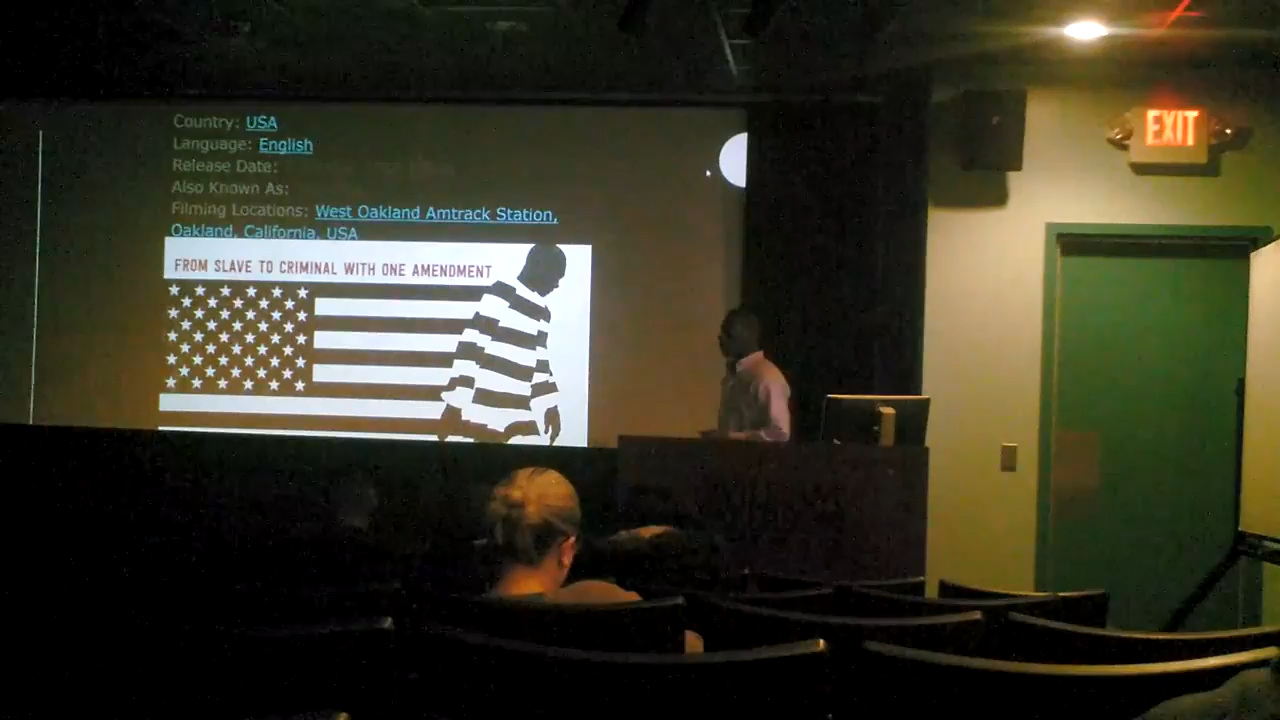 Country: USA
Language: English
Release Date:
Also Known As:
Filming Locations: West Oakland Amtrack Station,
Oakland, California, USA
FROM SLAVE TO CRIMINAL WITH ONE AMENDMENT
EXIT